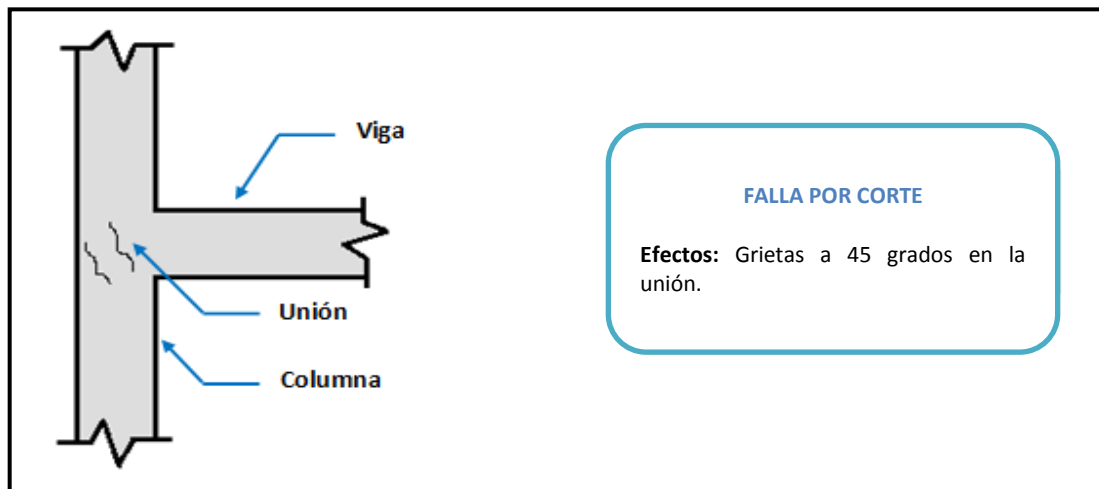 Viga
Unión
Columna
FALLA POR CORTE
Efectos: Grietas a 45 grados en la
unión.